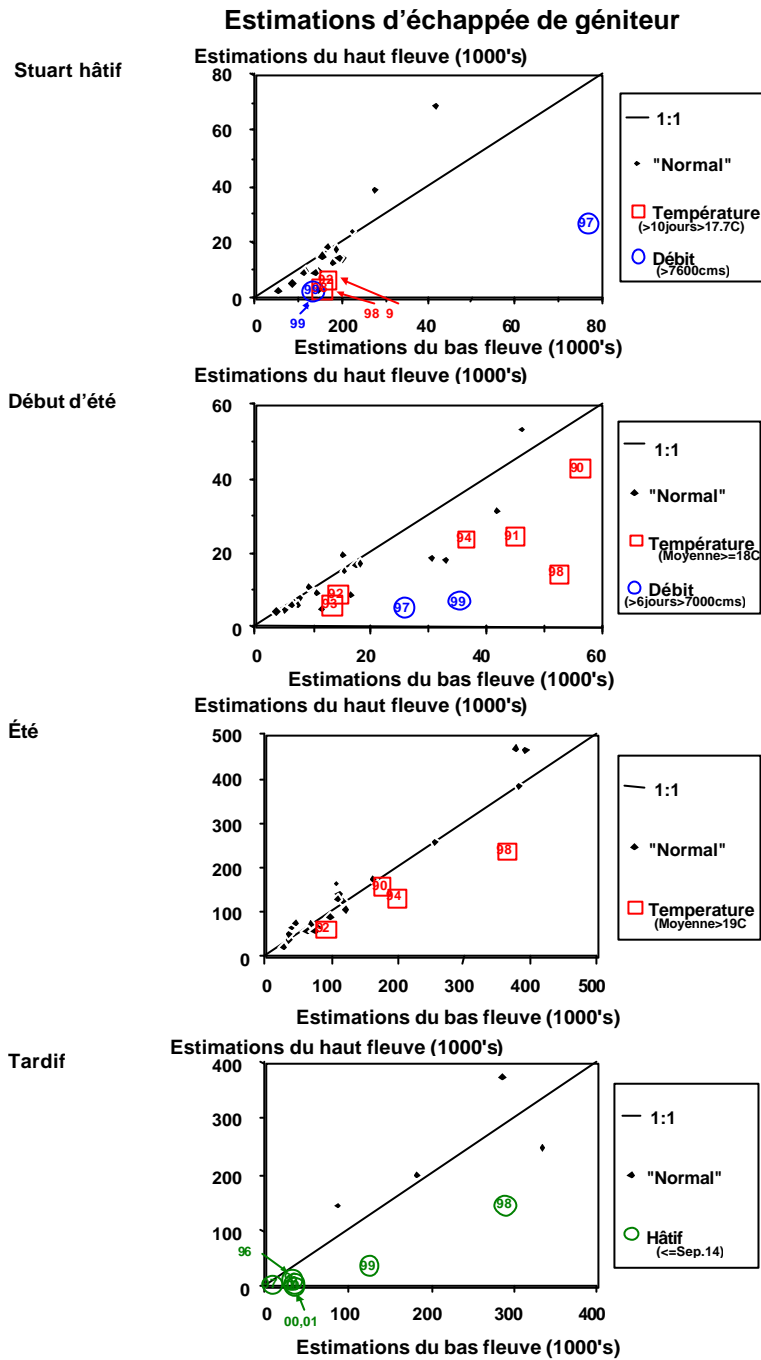 Estimations d'échappée de géniteur
Stuart hâtif
Estimations du haut fleuve (1000's)
80
60
40
20
0
0
200
40
60
80
97
92
99
99
98 9
Estimations du bas fleuve (1000's)
1:1
"Normal"
Température
(>10jours>17.7C)
Débit
(>7600cms)
Début d'été
Estimations du haut fleuve (1000's)
60
40
20
0
0
20
40
60
90
94
91
98
92
93
97
99
Estimations du bas fleuve (1000's)
1:1
"Normal"
Température
(Moyenne>=18C
Débit
(>6jours>7000cms)
Été
Estimations du haut fleuve (1000's)
500
400
300
200
100
0
0
100
200
300
400
500
98
90
94
92
Estimations du bas fleuve (1000's)
1:1
"Normal"
Temperature
(Moyenne>19C
Tardif
Estimations du haut fleuve (1000's)
400
300
200
100
0
0
100
200
300
400
98
99
96
00,01
Estimations du bas fleuve (1000's)
1:1
"Normal"
Hâtif
(<=Sep.14)